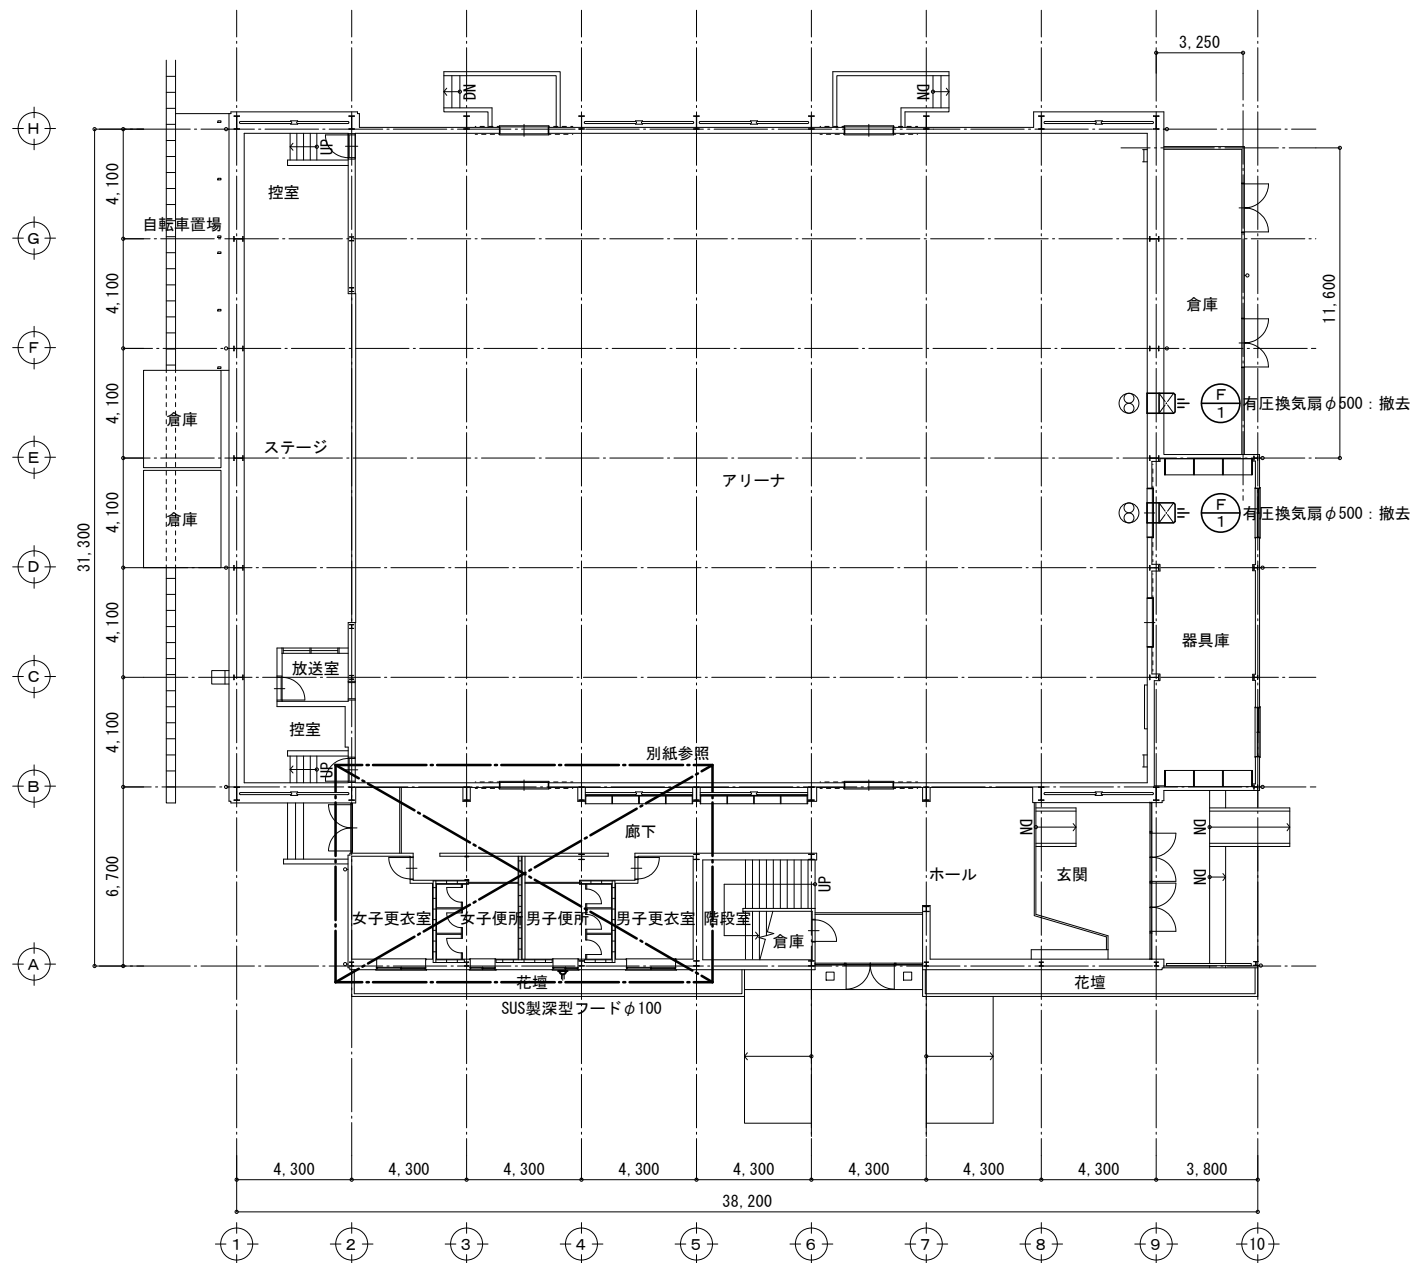 3,250
DN
DN
H
UP
4,100
控室
自転車置場
G
4,100
倉庫
11,600
F
4,100
倉庫
F
1
有圧換気扇φ500：撤去
ステージ
E
アリーナ
4,100
倉庫
F
1
有圧換気扇φ500：撤去
31,300
D
4,100
器具庫
放送室
C
4,100
控室
別紙参照
UP
B
廊下
DN
DN
6,700
ホール
玄関
UP
DN
女子更衣室
女子便所
男子便所
男子更衣室
階段室
倉庫
A
花壇
花壇
SUS製深型フードφ100
4,300
4,300
4,300
4,300
4,300
4,300
4,300
4,300
3,800
38,200
1
2
3
4
5
6
7
8
9
10